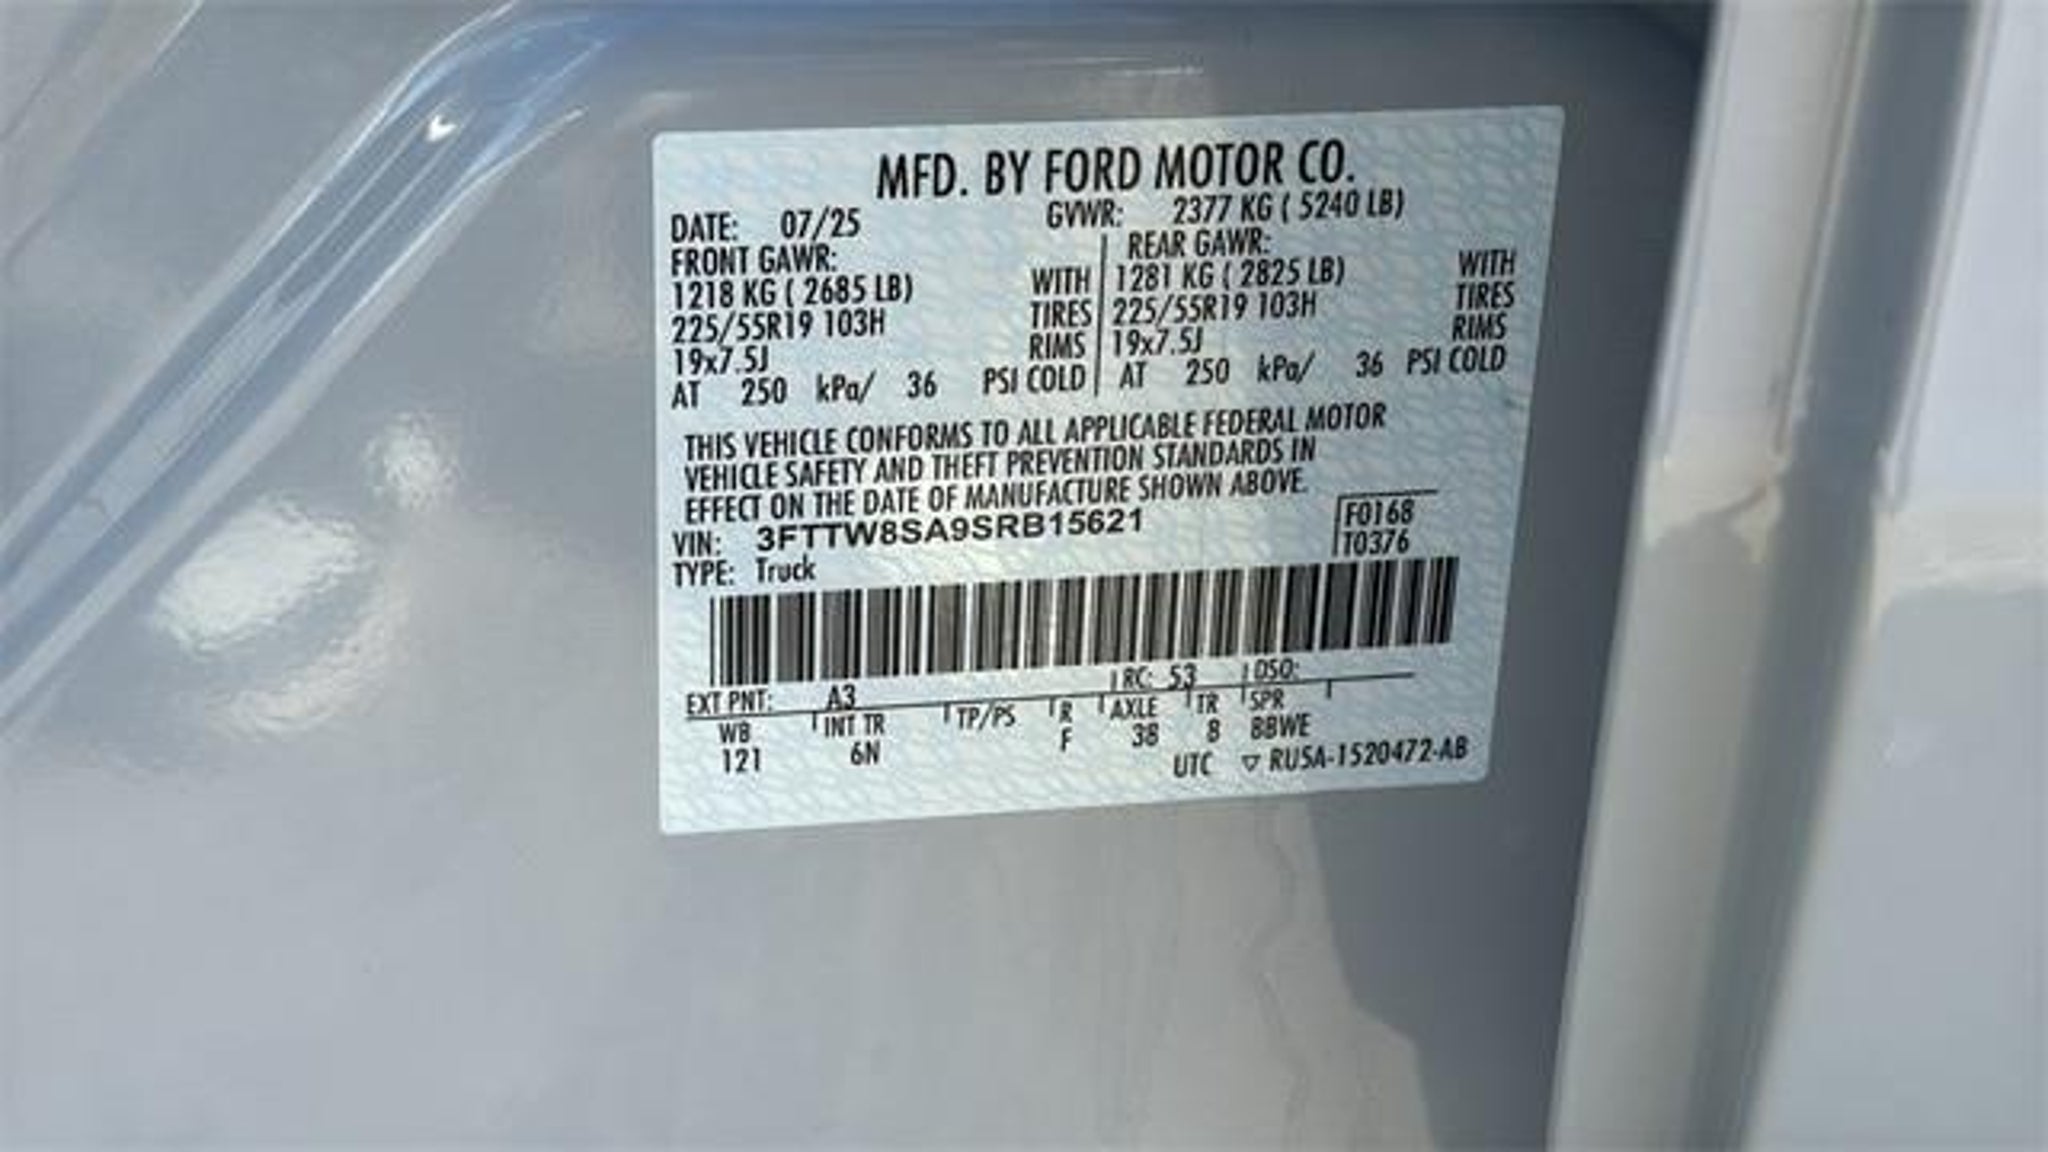 MFD. BY FORD MOTOR CO.
DATE: 07/25 GVWR: 2377 KG ( 5240 LB)
FRONT GAWR: REAR GAWR:
1218 KG ( 2685 LB) WITH 1281 KG ( 2825 LB) WITH
225/55R19 103H TIRES 225/55R19 103H TIRES
19x7.5J RIMS 19x7.5J RIMS
AT 250 kPa/ 36 PSI COLD AT 250 kPa/ 36 PSI COLD
THIS VEHICLE CONFORMS TO ALL APPLICABLE FEDERAL MOTOR
VEHICLE SAFETY AND THEFT PREVENTION STANDARDS IN
EFFECT ON THE DATE OF MANUFACTURE SHOWN ABOVE.
VIN: 3FTTW8SA9SRB15621 F0168
TYPE: Truck T0376
EXT PNT: A3 RC: 53 DSO:
WB INT TR TP/PS R AXLE TR SPR
121 6N F 38 8 BBWE
UTC ▽ RU5A-1520472-AB